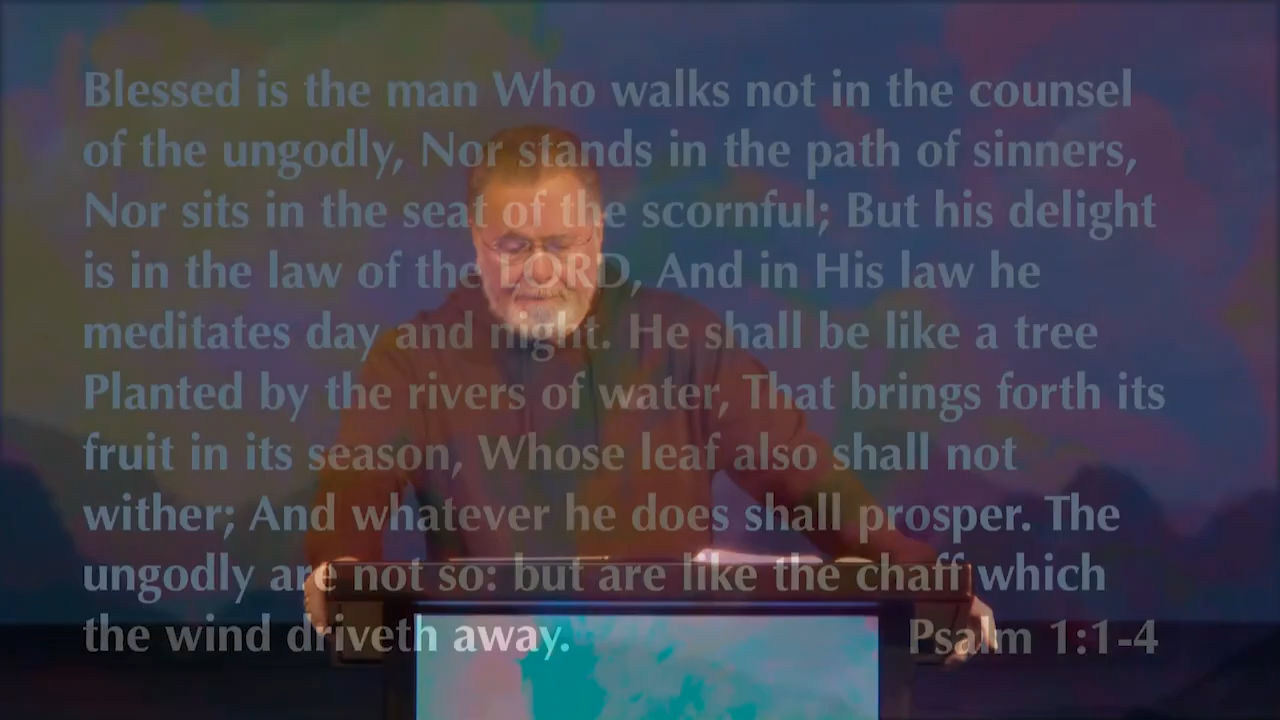 Blessed is the man Who walks not in the counsel
of the ungodly, Nor stands in the path of sinners,
Nor sits in the seat of the scornful; But his delight
is in the law of the LORD, And in His law he
meditates day and night. He shall be like a tree
Planted by the rivers of water, That brings forth its
fruit in its season, Whose leaf also shall not
wither; And whatever he does shall prosper. The
ungodly are not so: but are like the chaff which
the wind driveth away.
Psalm 1:1-4